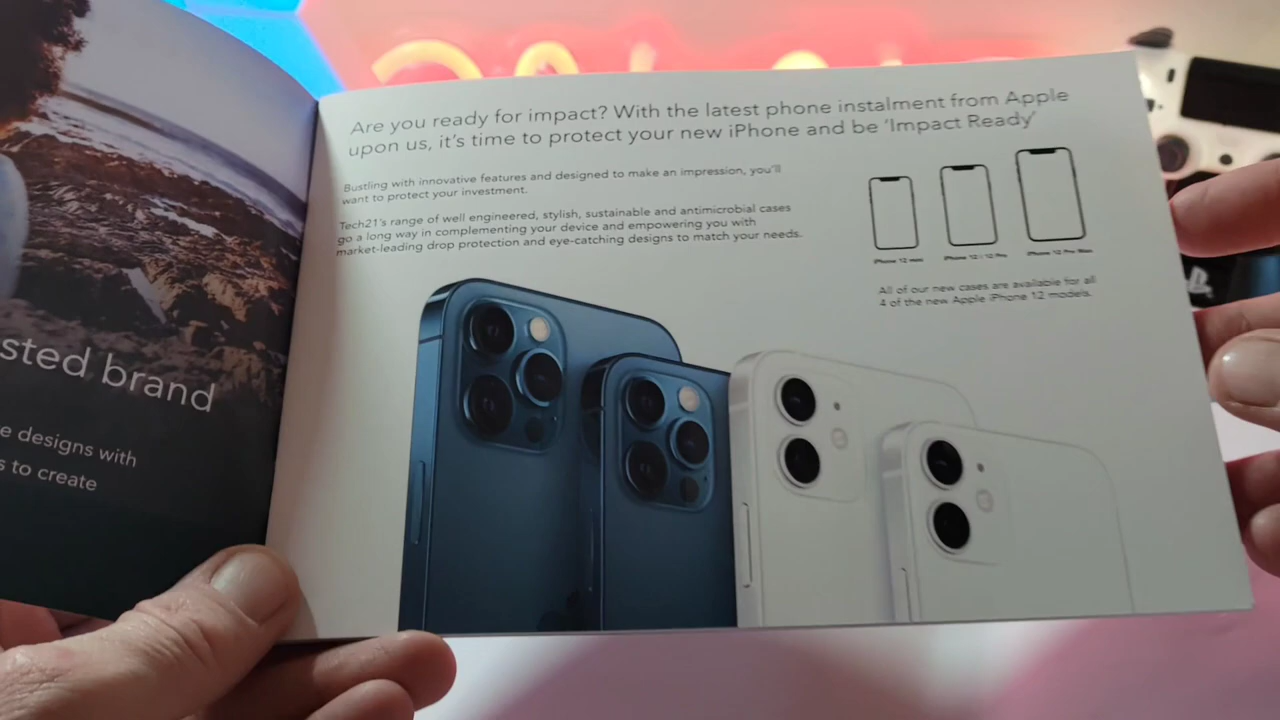 sted brand
e designs with
s to create
Are you ready for impact? With the latest phone instalment from Apple
upon us, it's time to protect your new iPhone and be 'Impact Ready'
Bustling with innovative features and designed to make an impression, you'll
want to protect your investment.
Tech21's range of well engineered, stylish, sustainable and antimicrobial cases
go a long way in complementing your device and empowering you with
market-leading drop protection and eye-catching designs to match your needs.
iPhone 12 mini
iPhone 12 / 12 Pro
iPhone 12 Pro Max
All of our new cases are available for all
4 of the new Apple iPhone 12 models.